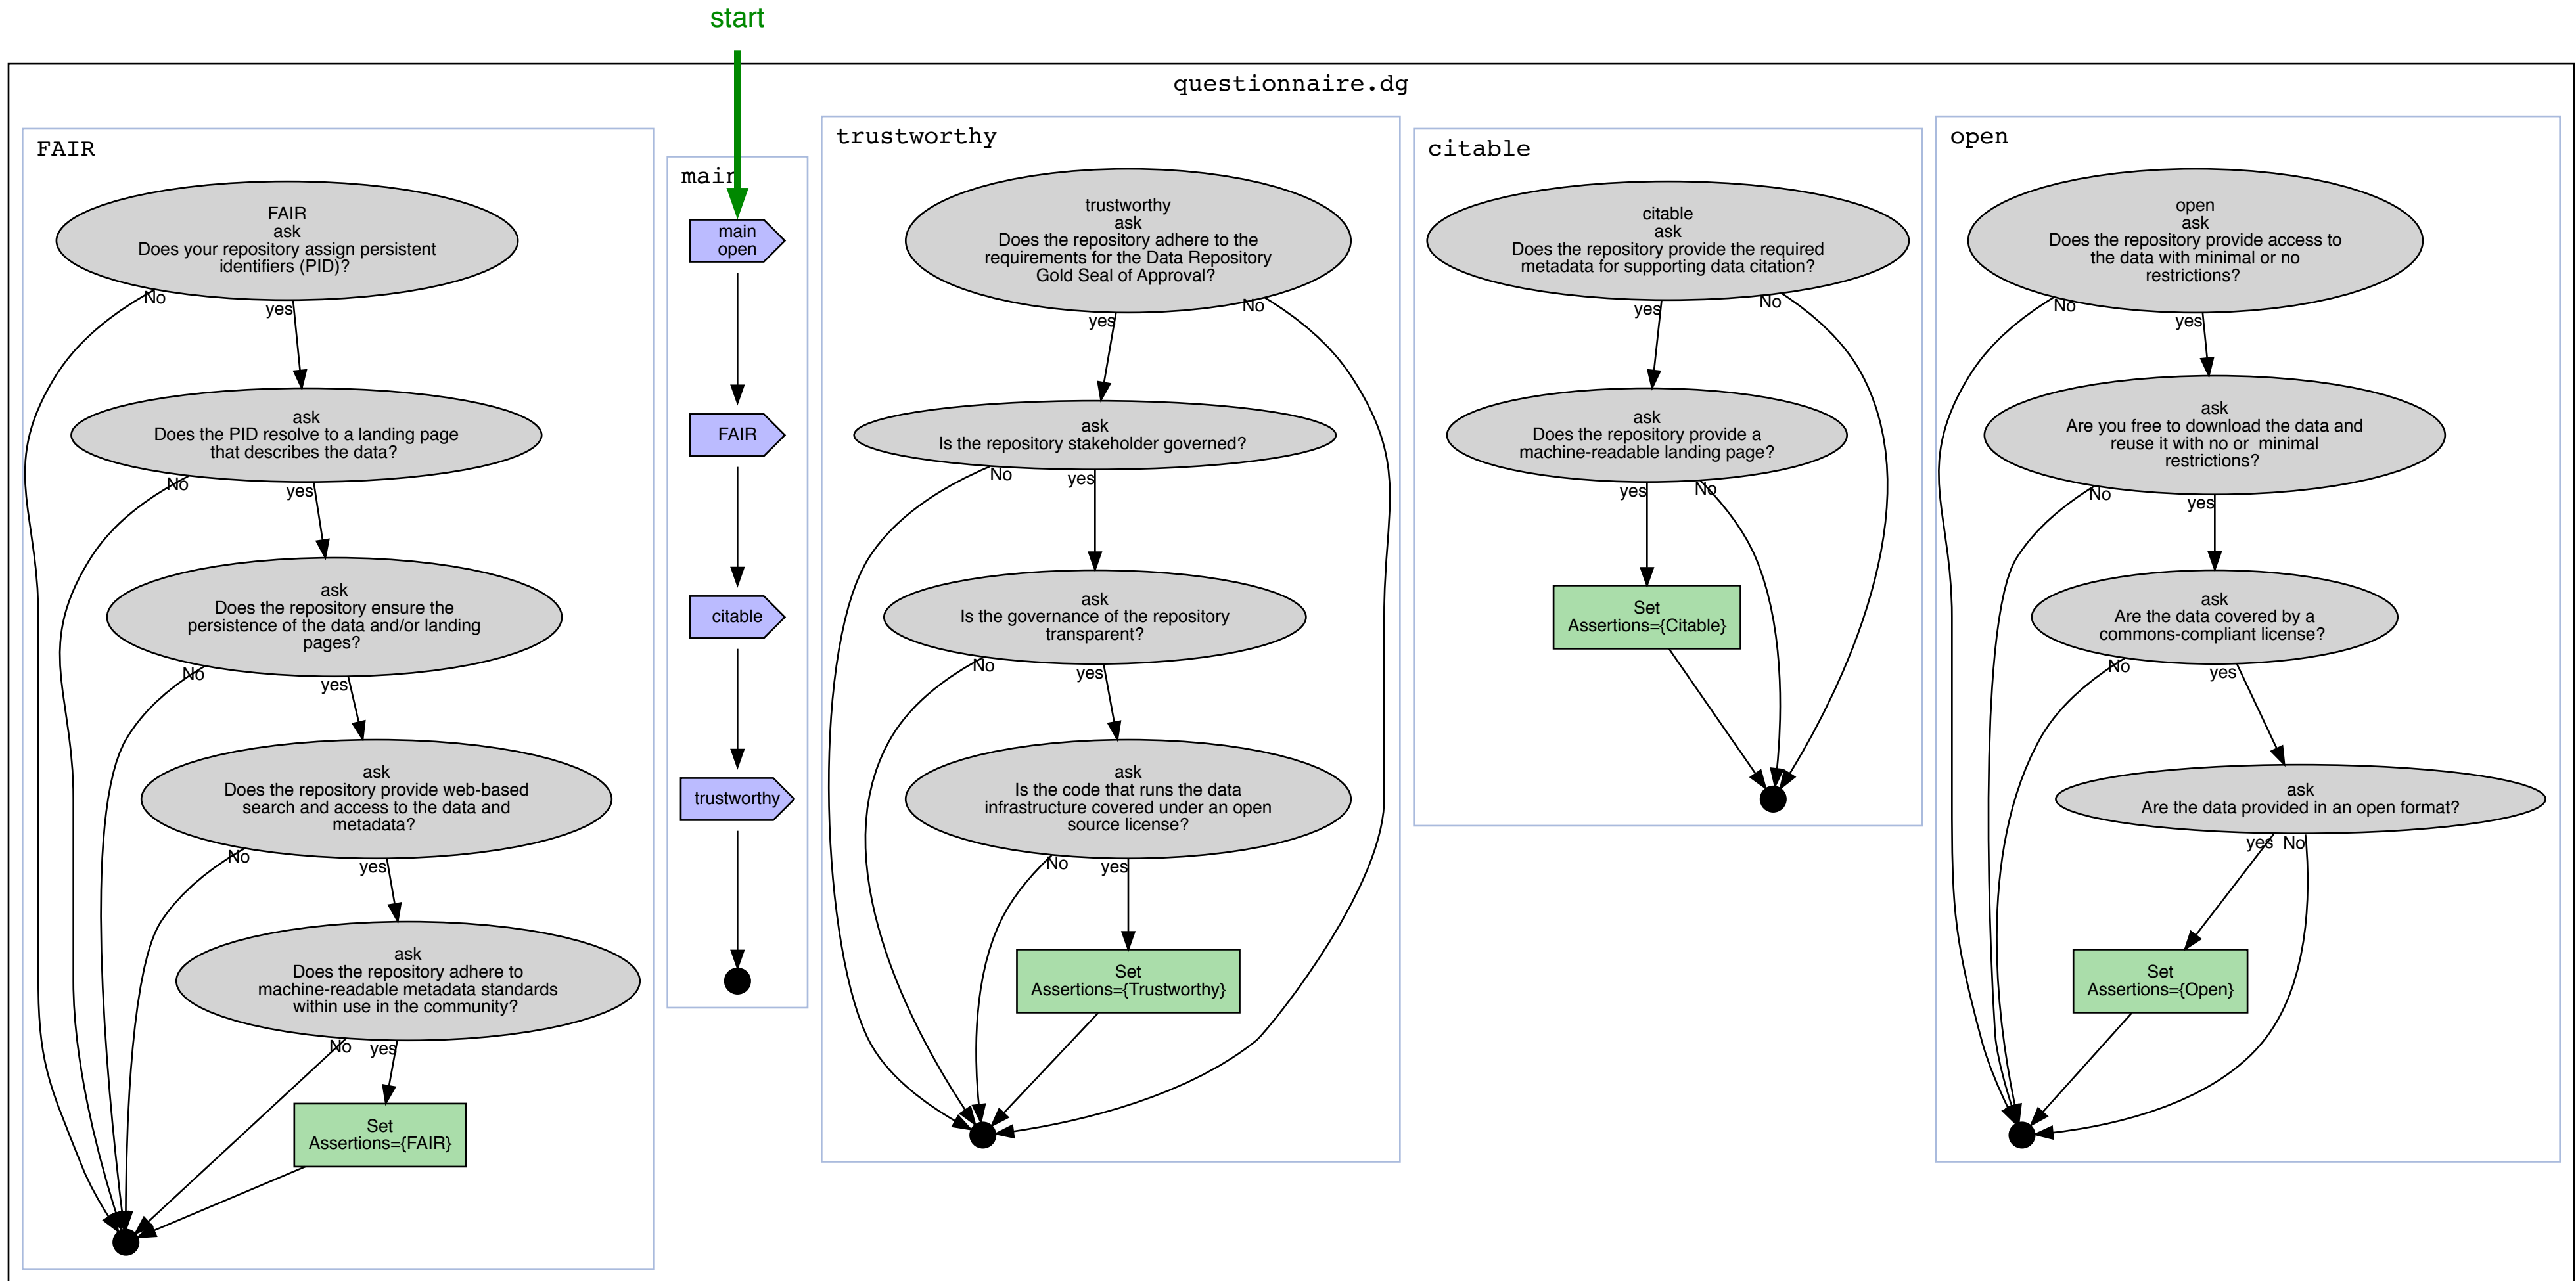 start
questionnaire.dg
FAIR
FAIR
ask
Does your repository assign persistent
identifiers (PID)?
No
yes
ask
Does the PID resolve to a landing page
that describes the data?
No
yes
ask
Does the repository ensure the
persistence of the data and/or landing
pages?
No
yes
ask
Does the repository provide web-based
search and access to the data and
metadata?
No
yes
ask
Does the repository adhere to
machine-readable metadata standards
within use in the community?
No
yes
Set
Assertions={FAIR}
main
main
open
FAIR
citable
trustworthy
trustworthy
trustworthy
ask
Does the repository adhere to the
requirements for the Data Repository
Gold Seal of Approval?
yes
No
ask
Is the repository stakeholder governed?
No
yes
ask
Is the governance of the repository
transparent?
No
yes
ask
Is the code that runs the data
infrastructure covered under an open
source license?
No
yes
Set
Assertions={Trustworthy}
citable
citable
ask
Does the repository provide the required
metadata for supporting data citation?
yes
No
ask
Does the repository provide a
machine-readable landing page?
yes
No
Set
Assertions={Citable}
open
open
ask
Does the repository provide access to
the data with minimal or no
restrictions?
No
yes
ask
Are you free to download the data and
reuse it with no or  minimal
restrictions?
No
yes
ask
Are the data covered by a
commons-compliant license?
No
yes
ask
Are the data provided in an open format?
yes
No
Set
Assertions={Open}